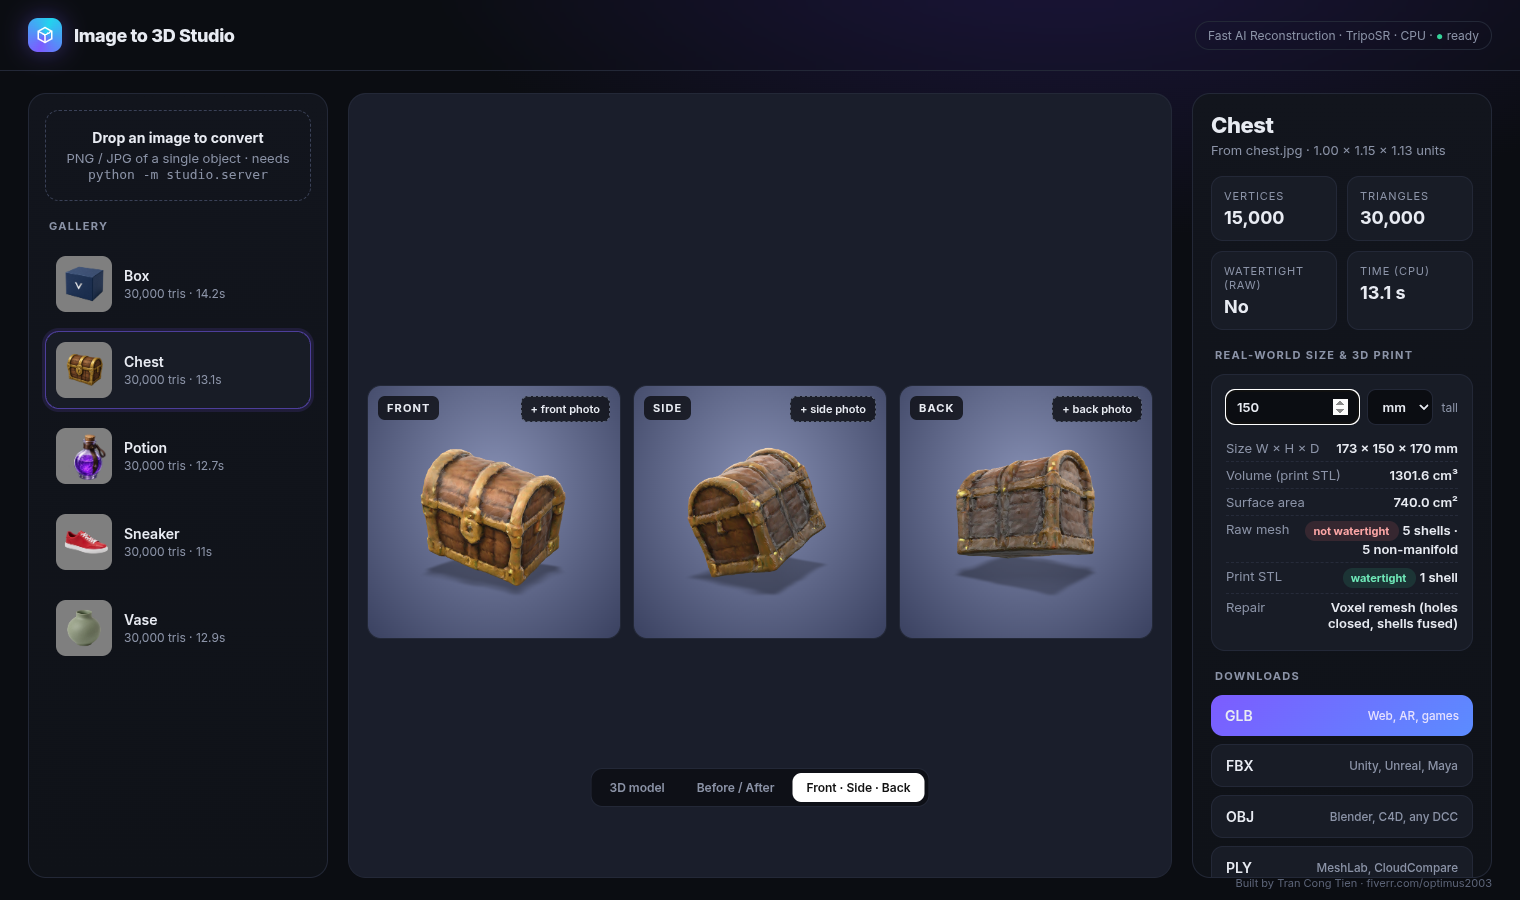 Image to 3D Studio
Fast AI Reconstruction · TripoSR · CPU · ● ready
Drop an image to convert
PNG / JPG of a single object · needs
python -m studio.server
GALLERY
Box
30,000 tris · 14.2s
Chest
30,000 tris · 13.1s
Potion
30,000 tris · 12.7s
Sneaker
30,000 tris · 11s
Vase
30,000 tris · 12.9s
FRONT
+ front photo
SIDE
+ side photo
BACK
+ back photo
3D model
Before / After
Front · Side · Back
Chest
From chest.jpg · 1.00 × 1.15 × 1.13 units
VERTICES
15,000
TRIANGLES
30,000
WATERTIGHT
(RAW)
No
TIME (CPU)
13.1 s
REAL-WORLD SIZE & 3D PRINT
150 mm tall
Size W × H × D 173 × 150 × 170 mm
Volume (print STL) 1301.6 cm³
Surface area 740.0 cm²
Raw mesh not watertight 5 shells ·
5 non-manifold
Print STL watertight 1 shell
Repair Voxel remesh (holes
closed, shells fused)
DOWNLOADS
GLB Web, AR, games
FBX Unity, Unreal, Maya
OBJ Blender, C4D, any DCC
PLY MeshLab, CloudCompare
Built by Tran Cong Tien · fiverr.com/optimus2003